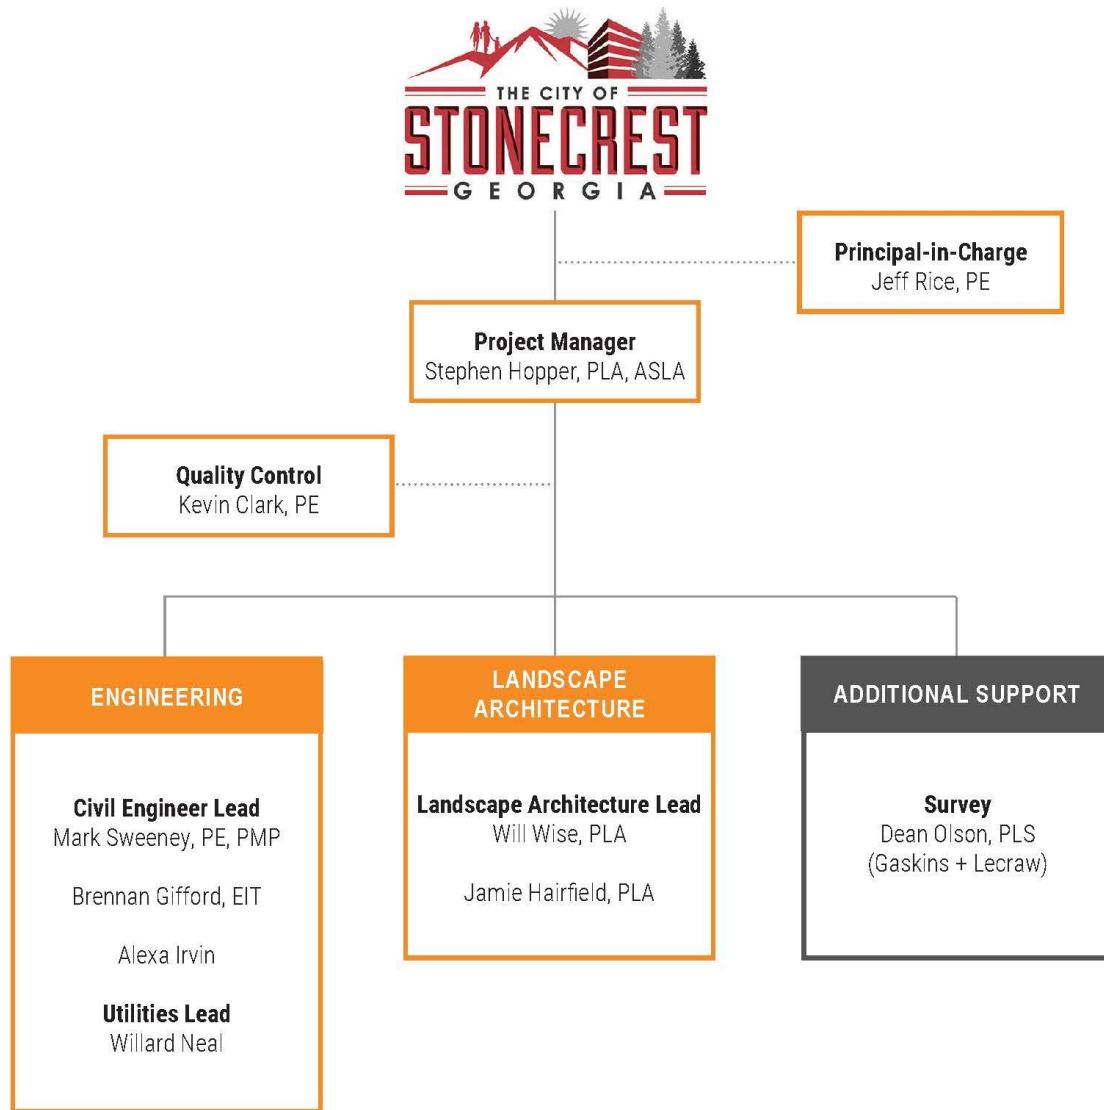 THE CITY OF
STONECREST
GEORGIA
Principal-in-Charge
Jeff Rice, PE
Project Manager
Stephen Hopper, PLA, ASLA
Quality Control
Kevin Clark, PE
ENGINEERING
Civil Engineer Lead
Mark Sweeney, PE, PMP
Brennan Gifford, EIT
Alexa Irvin
Utilities Lead
Willard Neal
LANDSCAPE
ARCHITECTURE
Landscape Architecture Lead
Will Wise, PLA
Jamie Hairfield, PLA
ADDITIONAL SUPPORT
Survey
Dean Olson, PLS
(Gaskins + Lecraw)